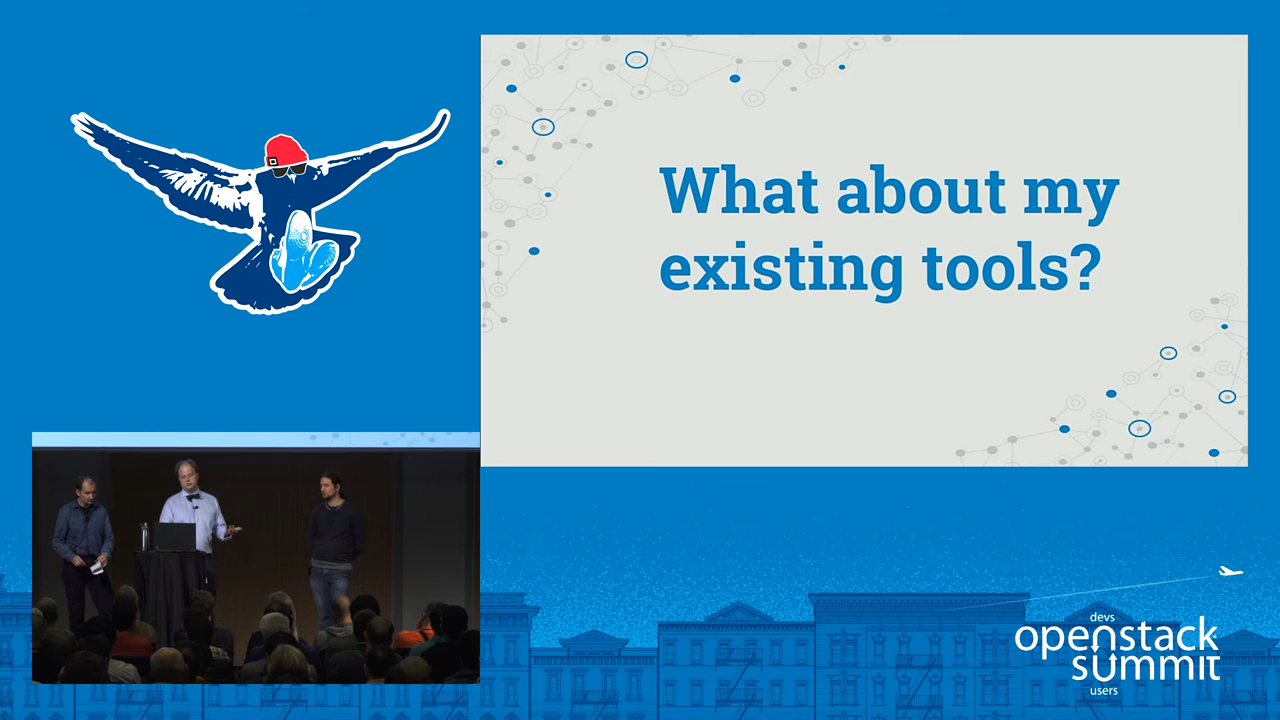 What about my
existing tools?
devs
openstack
summit
users